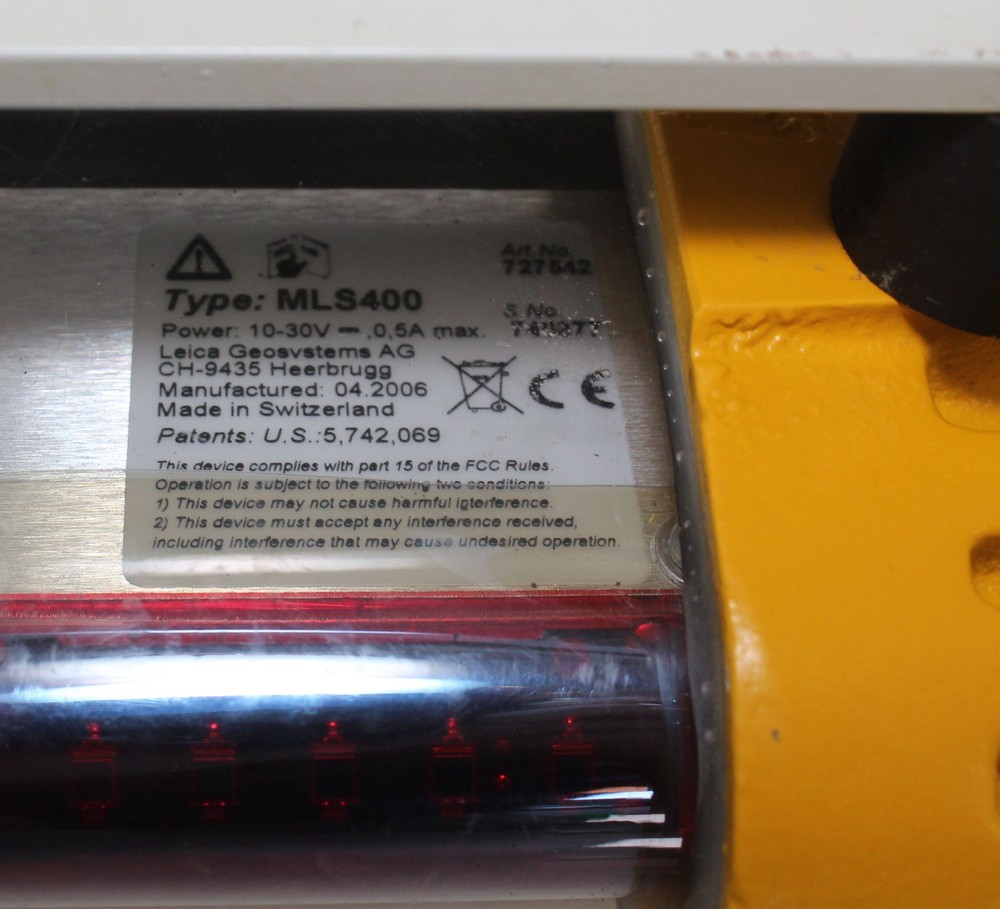 Type: MLS400
Art.No.
727542
Power: 10-30V ⎓ ,0,5A max.
S.No.
Leica Geosystems AG
CH-9435 Heerbrugg
Manufactured: 04.2006
Made in Switzerland
CE
Patents: U.S.:5,742,069
This device complies with part 15 of the FCC Rules.
Operation is subject to the following two conditions:
1) This device may not cause harmful interference.
2) This device must accept any interference received,
including interference that may cause undesired operation.